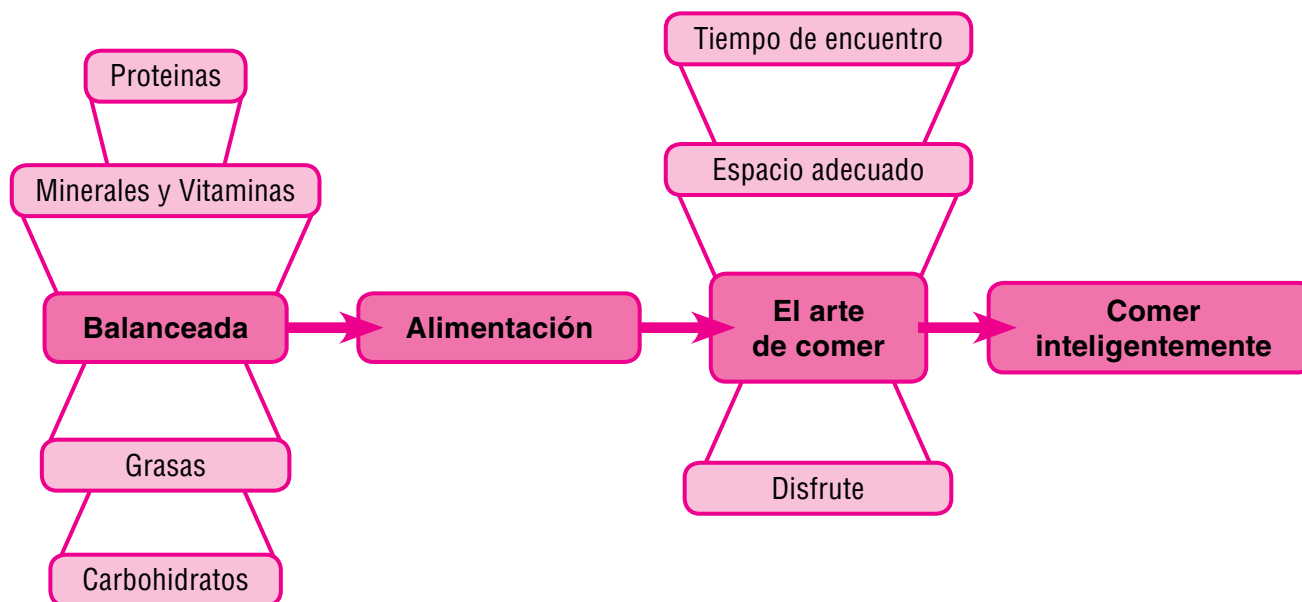 Proteinas
Minerales y Vitaminas
Balanceada
Grasas
Carbohidratos
Alimentación
Tiempo de encuentro
Espacio adecuado
El arte
de comer
Disfrute
Comer
inteligentemente